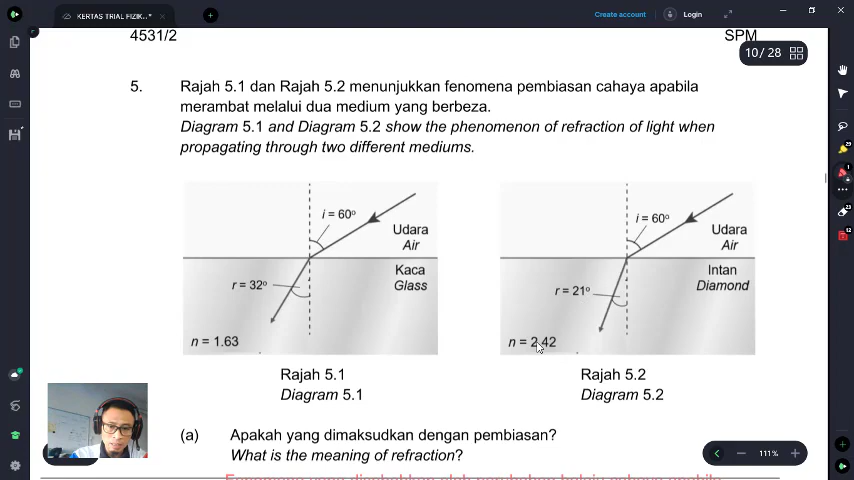 KERTAS TRIAL FIZIK...*
Create account
Login
4531/2
SPM
10/28
5.
Rajah 5.1 dan Rajah 5.2 menunjukkan fenomena pembiasan cahaya apabila
merambat melalui dua medium yang berbeza.
Diagram 5.1 and Diagram 5.2 show the phenomenon of refraction of light when
propagating through two different mediums.
i = 60°
Udara
Air
Kaca
Glass
r = 32°
n = 1.63
Rajah 5.1
Diagram 5.1
i = 60°
Udara
Air
Intan
Diamond
r = 21°
n = 2.42
Rajah 5.2
Diagram 5.2
(a)
Apakah yang dimaksudkan dengan pembiasan?
What is the meaning of refraction?
111%